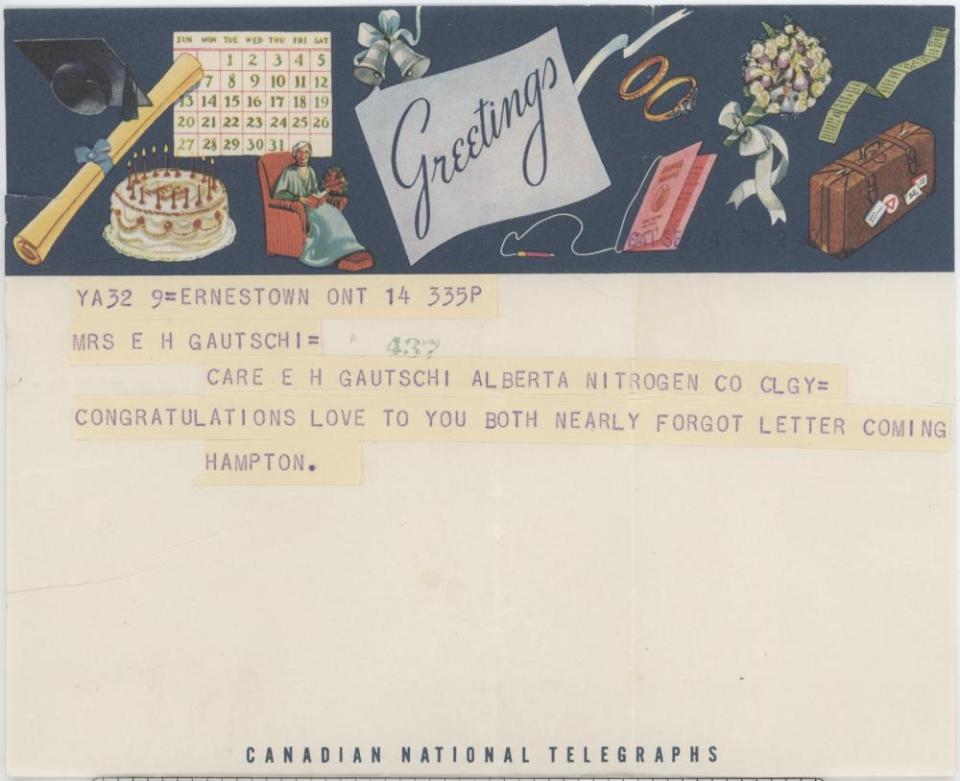 SUN MON TUE WED THU FRI SAT
1 2 3 4 5
7 8 9 10 11 12
13 14 15 16 17 18 19
20 21 22 23 24 25 26
27 28 29 30 31
Greetings
YA32 9=ERNESTOWN ONT 14 335P
MRS E H GAUTSCHI=
437
CARE E H GAUTSCHI ALBERTA NITROGEN CO CLGY=
CONGRATULATIONS LOVE TO YOU BOTH NEARLY FORGOT LETTER COMING
HAMPTON.
CANADIAN NATIONAL TELEGRAPHS